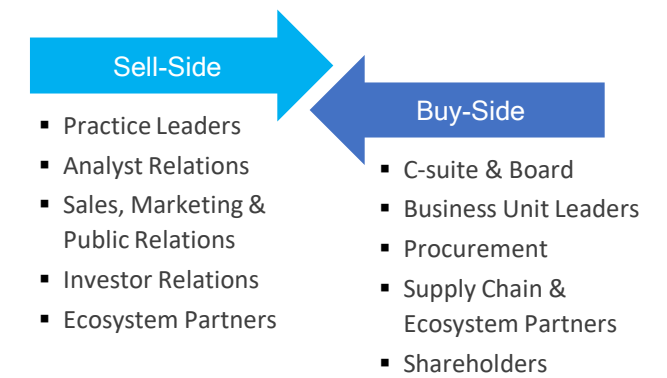 Sell-Side
▪ Practice Leaders
▪ Analyst Relations
▪ Sales, Marketing &
Public Relations
▪ Investor Relations
▪ Ecosystem Partners
Buy-Side
▪ C-suite & Board
▪ Business Unit Leaders
▪ Procurement
▪ Supply Chain &
Ecosystem Partners
▪ Shareholders